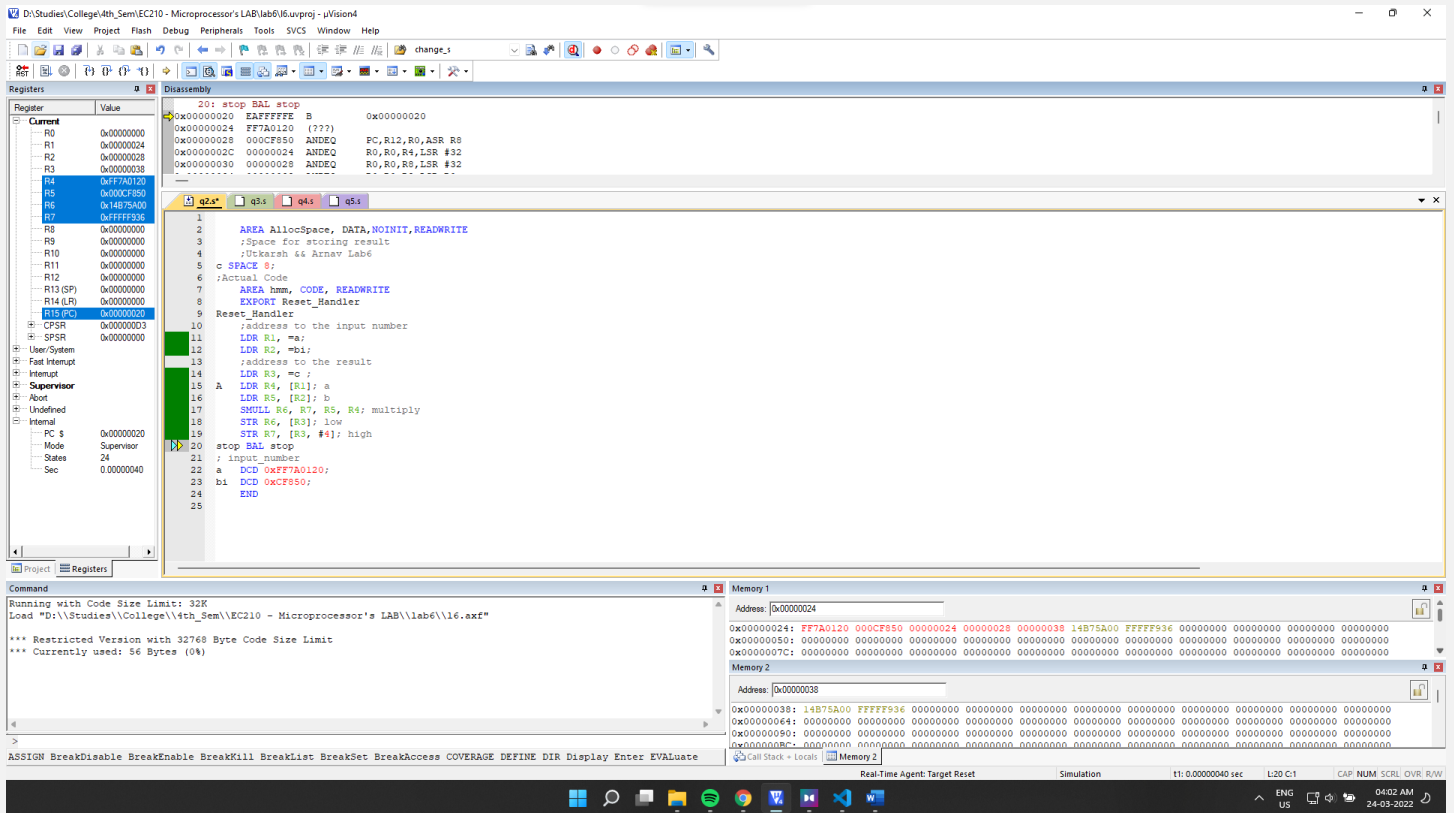 D:\Studies\College\4th_Sem\EC210 - Microprocessor's LAB\lab6\l6.uvproj - µVision4
File Edit View Project Flash Debug Peripherals Tools SVCS Window Help
change_s
RST
Registers
Register Value
Current
R0 0x00000000
R1 0x00000024
R2 0x00000028
R3 0x00000038
R4 0xFF7A0120
R5 0x000CF850
R6 0x14B75A00
R7 0xFFFFF936
R8 0x00000000
R9 0x00000000
R10 0x00000000
R11 0x00000000
R12 0x00000000
R13 (SP) 0x00000000
R14 (LR) 0x00000000
R15 (PC) 0x00000020
CPSR 0x000000D3
SPSR 0x00000000
User/System
Fast Interrupt
Interrupt
Supervisor
Abort
Undefined
Internal
PC $ 0x00000020
Mode Supervisor
States 24
Sec 0.00000040
Project Registers
Disassembly
20: stop BAL stop
0x00000020 EAFFFFFE B 0x00000020
0x00000024 FF7A0120 (???)
0x00000028 000CF850 ANDEQ PC,R12,R0,ASR R8
0x0000002C 00000024 ANDEQ R0,R0,R4,LSR #32
0x00000030 00000028 ANDEQ R0,R0,R8,LSR #32
q2.s* q3.s q4.s q5.s
1
2 AREA AllocSpace, DATA,NOINIT,READWRITE
3 ;Space for storing result
4 ;Utkarsh && Arnav Lab6
5 c SPACE 8;
6 ;Actual Code
7 AREA hmm, CODE, READWRITE
8 EXPORT Reset_Handler
9 Reset_Handler
10 ;address to the input number
11 LDR R1, =a;
12 LDR R2, =bi;
13 ;address to the result
14 LDR R3, =c ;
15 A LDR R4, [R1]; a
16 LDR R5, [R2]; b
17 SMULL R6, R7, R5, R4; multiply
18 STR R6, [R3]; low
19 STR R7, [R3, #4]; high
20 stop BAL stop
21 ; input_number
22 a DCD 0xFF7A0120;
23 bi DCD 0xCF850;
24 END
25
Command
Running with Code Size Limit: 32K
Load "D:\\Studies\\College\\4th_Sem\\EC210 - Microprocessor's LAB\\lab6\\l6.axf"
*** Restricted Version with 32768 Byte Code Size Limit
*** Currently used: 56 Bytes (0%)
>
ASSIGN BreakDisable BreakEnable BreakKill BreakList BreakSet BreakAccess COVERAGE DEFINE DIR Display Enter EVALuate
Memory 1
Address: 0x00000024
0x00000024: FF7A0120 000CF850 00000024 00000028 00000038 14B75A00 FFFFF936 00000000 00000000 00000000 00000000
0x00000050: 00000000 00000000 00000000 00000000 00000000 00000000 00000000 00000000 00000000 00000000 00000000
0x0000007C: 00000000 00000000 00000000 00000000 00000000 00000000 00000000 00000000 00000000 00000000 00000000
Memory 2
Address: 0x00000038
0x00000038: 14B75A00 FFFFF936 00000000 00000000 00000000 00000000 00000000 00000000 00000000 00000000 00000000
0x00000064: 00000000 00000000 00000000 00000000 00000000 00000000 00000000 00000000 00000000 00000000 00000000
0x00000090: 00000000 00000000 00000000 00000000 00000000 00000000 00000000 00000000 00000000 00000000 00000000
0x000000BC: 00000000 00000000 00000000 00000000 00000000 00000000 00000000 00000000 00000000 00000000 00000000
Call Stack + Locals Memory 2
Real-Time Agent: Target Reset Simulation t1: 0.00000040 sec L:20 C:1 CAP NUM SCRL OVR R/W
ENG
US
04:02 AM
24-03-2022